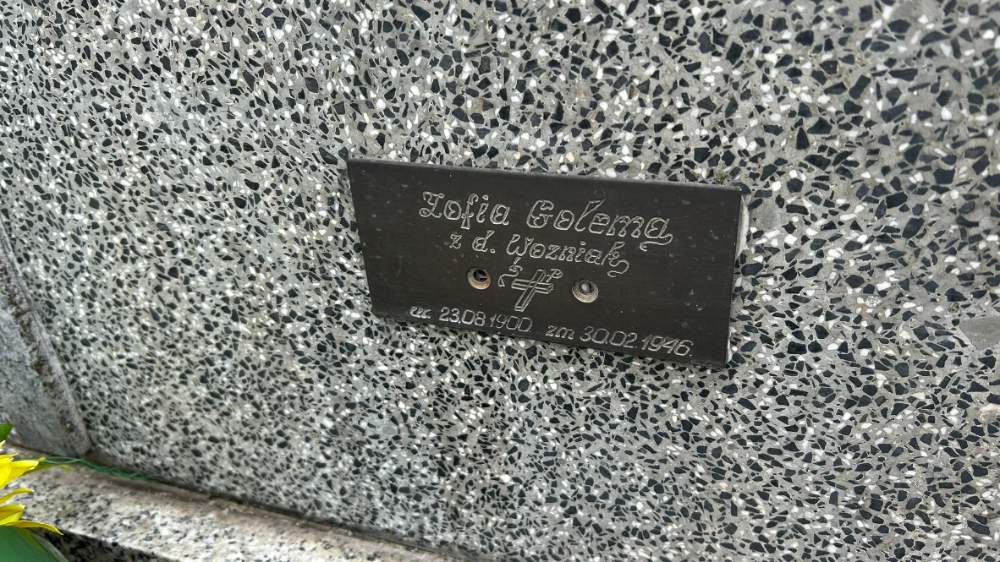 Zofia Golema
z d. Wozniak
ur. 23.08.1900 zm 30.02.1946.